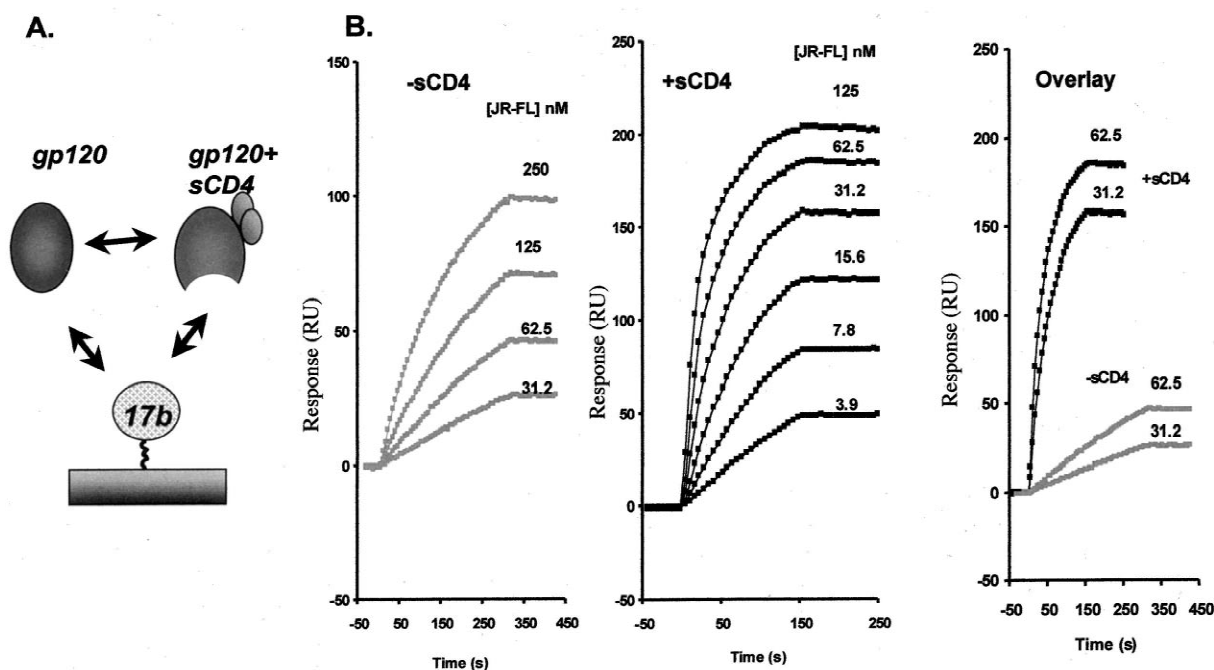 A.
gp120
gp120+
sCD4
17b
B.
-sCD4
[JR-FL] nM
250
125
62.5
31.2
150
100
50
0
-50
Response (RU)
-50 50 150 250 350 450
Time (s)
+sCD4
[JR-FL] nM
125
62.5
31.2
15.6
7.8
3.9
250
200
150
100
50
0
-50
Response (RU)
-50 0 50 100 150 200 250
Time (s)
Overlay
62.5
+sCD4
31.2
-sCD4
62.5
31.2
250
200
150
100
50
0
-50
Response (RU)
-50 50 150 250 350 450
Time (s)